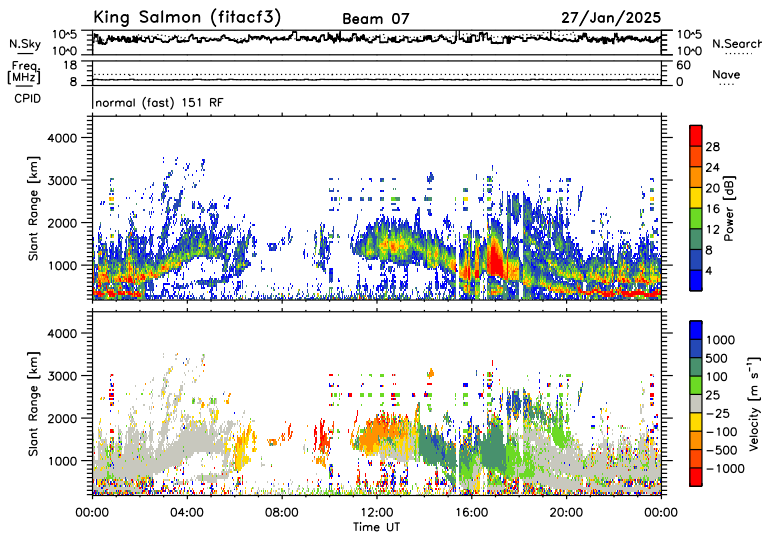 King Salmon (fitacf3) Beam 07 27/Jan/2025
N.Sky 10+5 10+0 10+5 10+0 N.Search
Freq. [MHz] 18 8 60 0 Nave
CPID normal (fast) 151 RF
Slant Range [km] 4000 3000 2000 1000
Power [dB] 28 24 20 16 12 8 4
Slant Range [km] 4000 3000 2000 1000
Velocity [m s⁻¹] 1000 500 100 25 -25 -100 -500 -1000
00:00 04:00 08:00 12:00 16:00 20:00 00:00
Time UT